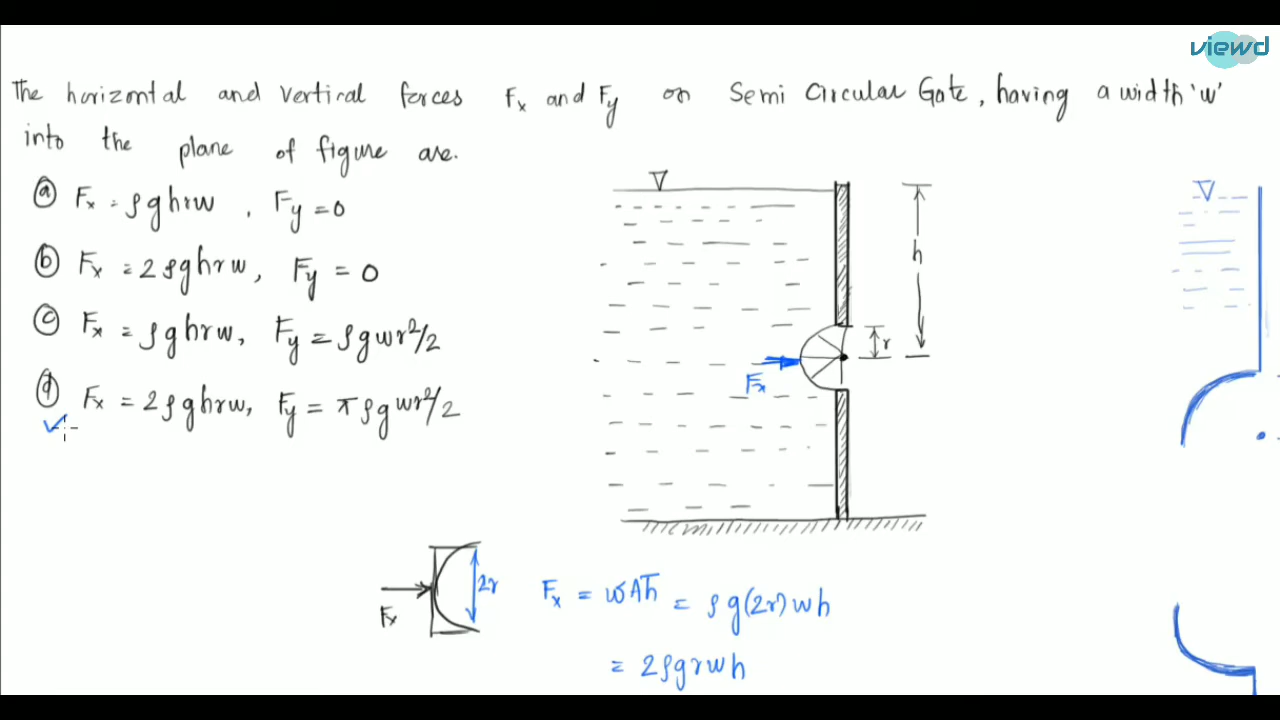 viewd
The horizontal and vertical forces Fx and Fy on Semi Circular Gate, having a width 'w'
into the plane of figure are.
(a) Fx = ρghrw, Fy = 0
(b) Fx = 2ρghrw, Fy = 0
(c) Fx = ρghrw, Fy = ρgwr²/2
(d) Fx = 2ρghrw, Fy = πρgwr²/2
h
r
Fx
2r
Fx
Fx = wAh̄ = ρg(2r)wh
= 2ρgrwh